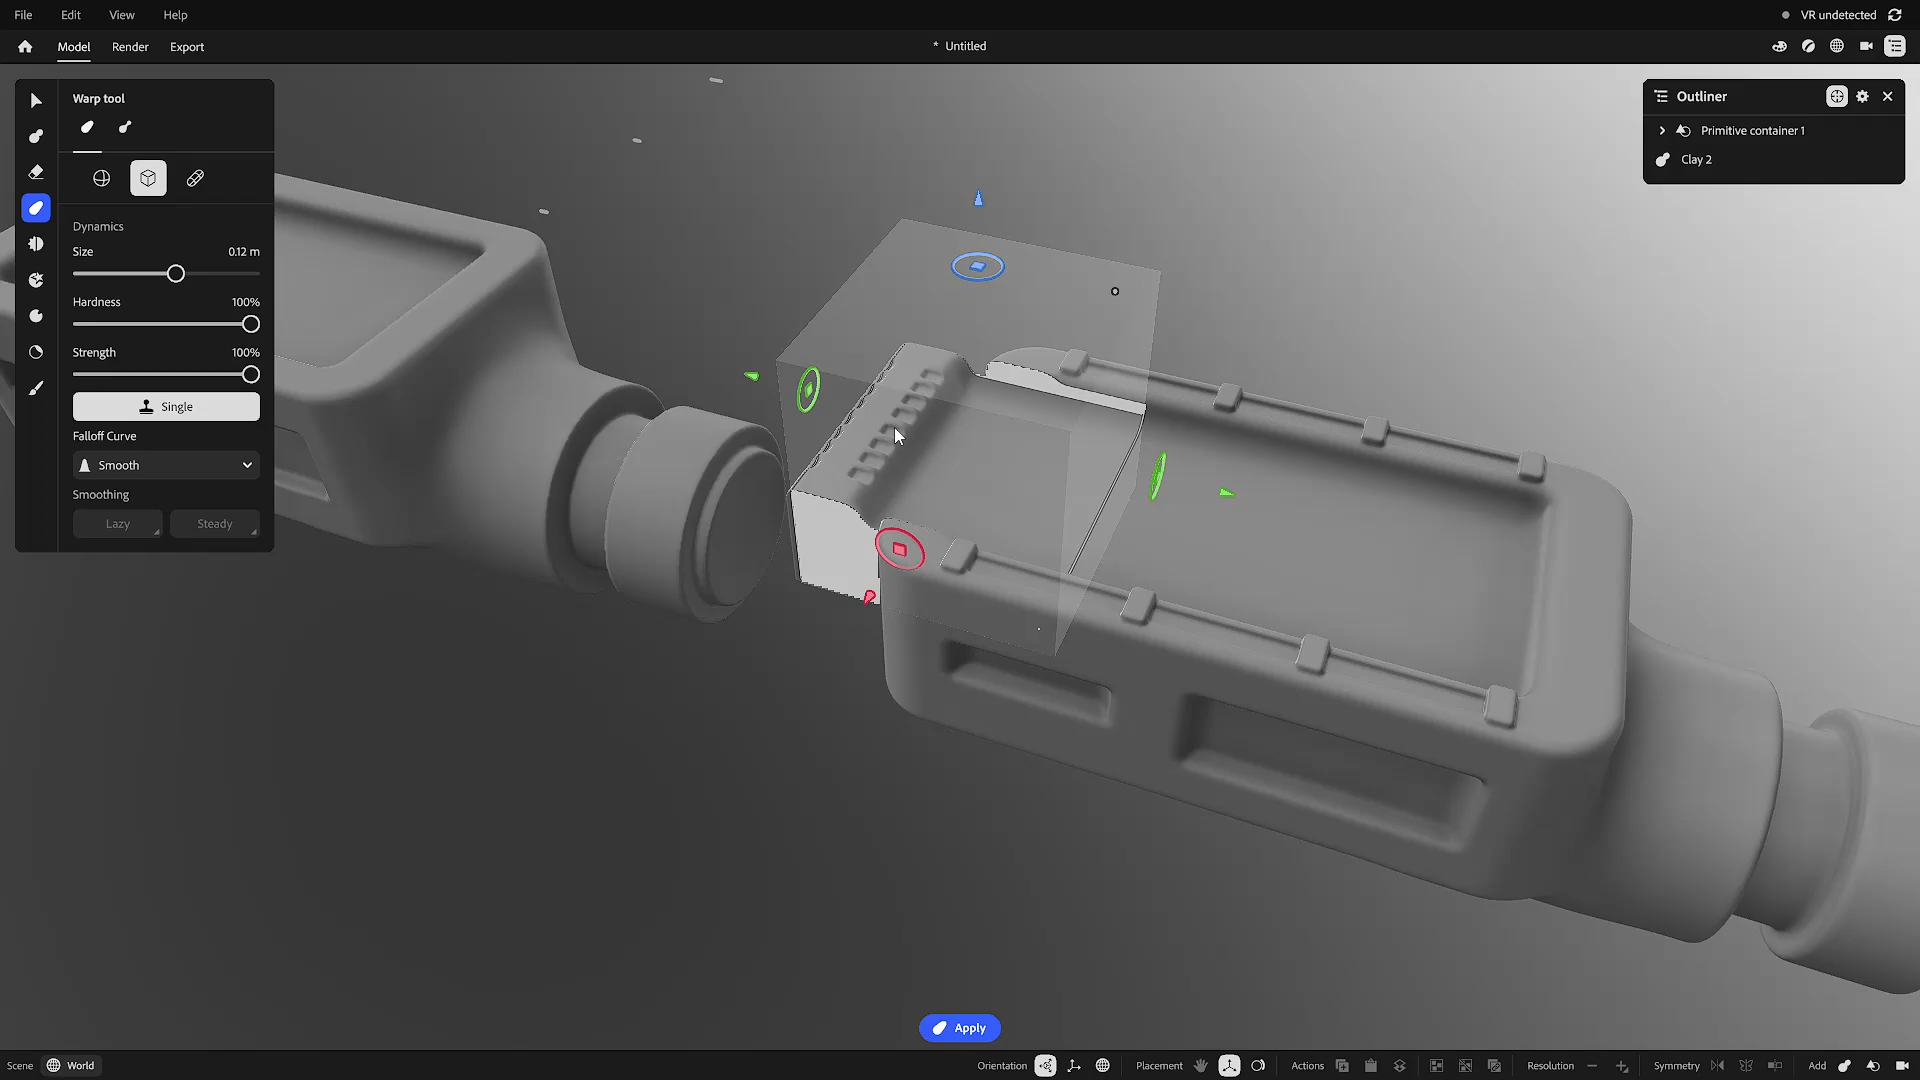 File Edit View Help
VR undetected
Model Render Export
* Untitled
Warp tool
Dynamics
Size 0.12 m
Hardness 100%
Strength 100%
Single
Falloff Curve
Smooth
Smoothing
Lazy Steady
Outliner
Primitive container 1
Clay 2
Apply
Scene World
Orientation Placement Actions Resolution Symmetry Add